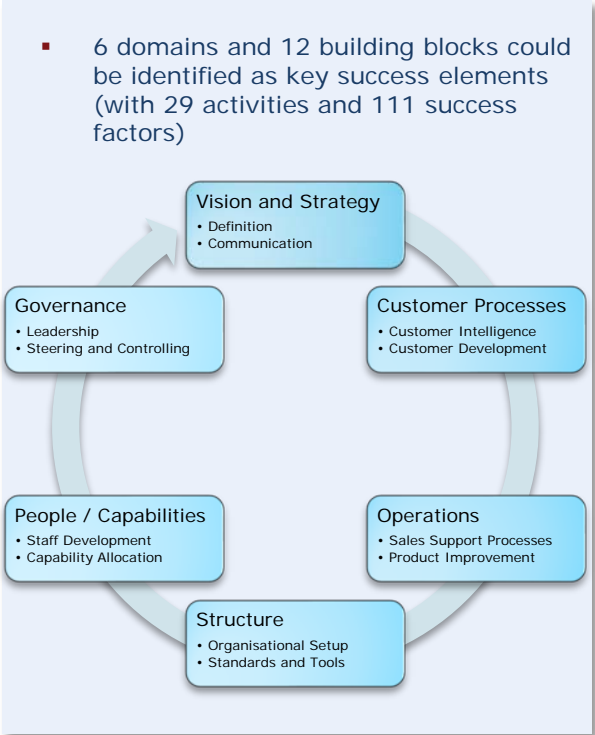 ▪ 6 domains and 12 building blocks could
be identified as key success elements
(with 29 activities and 111 success
factors)
Vision and Strategy
• Definition
• Communication
Governance
• Leadership
• Steering and Controlling
Customer Processes
• Customer Intelligence
• Customer Development
People / Capabilities
• Staff Development
• Capability Allocation
Operations
• Sales Support Processes
• Product Improvement
Structure
• Organisational Setup
• Standards and Tools